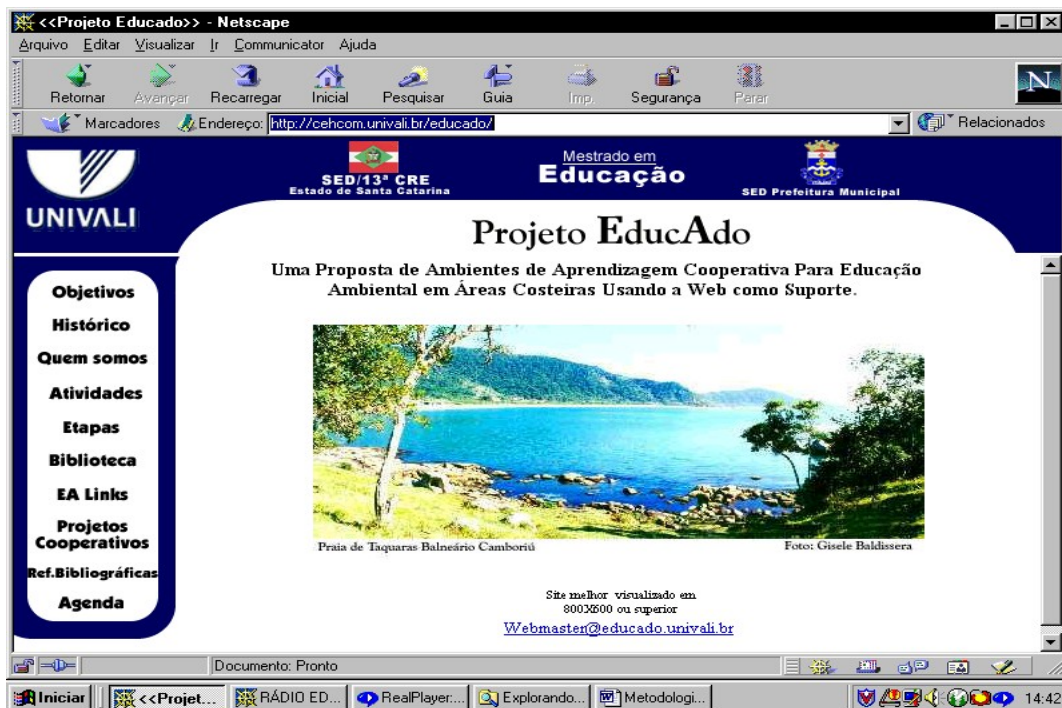 <<Projeto Educado>> - Netscape
Arquivo Editar Visualizar Ir Communicator Ajuda
Retornar Avançar Recarregar Inicial Pesquisar Guia Imp. Segurança Parar
N
Marcadores Endereço: http://cehcom.univali.br/educado/ Relacionados
UNIVALI
SED/13ª CRE
Estado de Santa Catarina
Mestrado em
Educação
SED Prefeitura Municipal
Projeto EducAdo
Uma Proposta de Ambientes de Aprendizagem Cooperativa Para Educação
Ambiental em Áreas Costeiras Usando a Web como Suporte.
Objetivos
Histórico
Quem somos
Atividades
Etapas
Biblioteca
EA Links
Projetos
Cooperativos
Ref.Bibliográficas
Agenda
Praia de Taquaras-Balneário Camboriú
Foto: Gisele Baldissera
Site melhor visualizado em
800X600 ou superior
Webmaster@educado.univali.br
Documento: Pronto
Iniciar <<Projet... RÁDIO ED... RealPlayer:... Explorando... Metodologi... 14:42